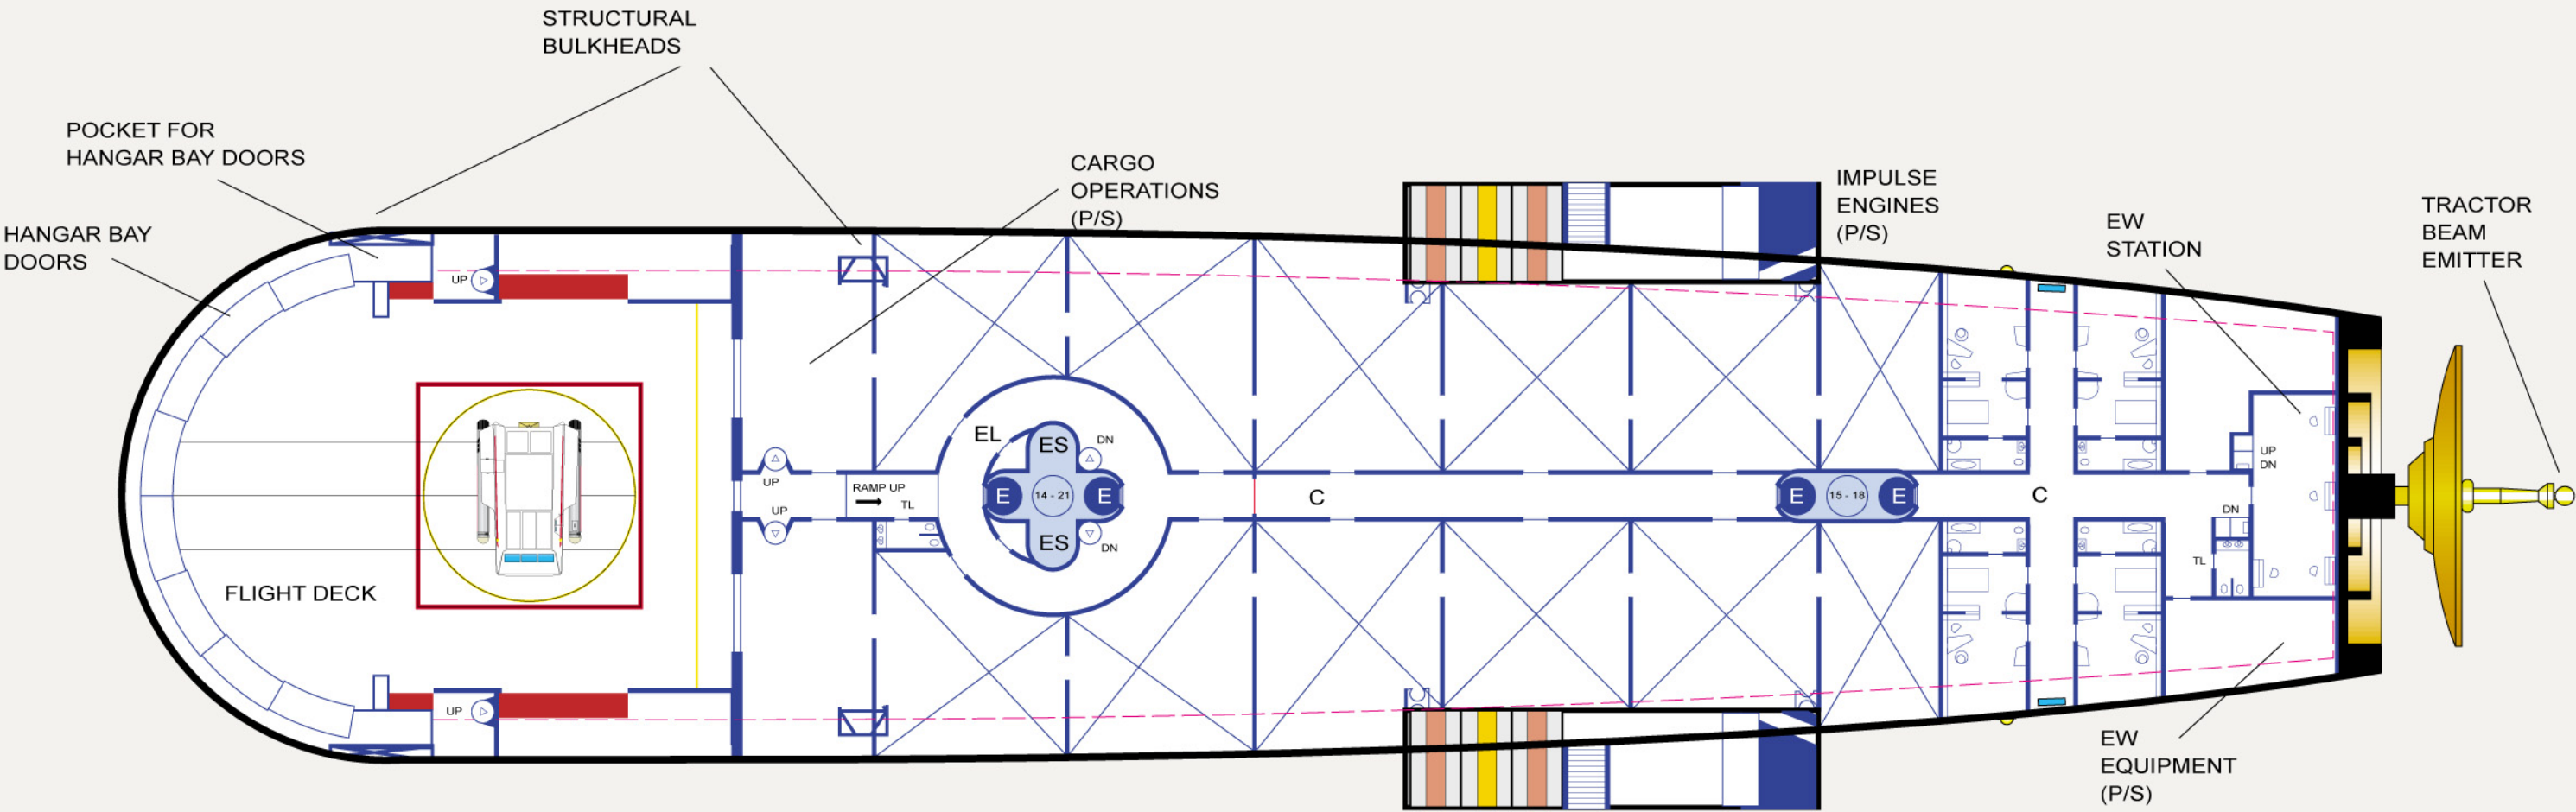 STRUCTURAL
BULKHEADS
POCKET FOR
HANGAR BAY DOORS
HANGAR BAY
DOORS
CARGO
OPERATIONS
(P/S)
IMPULSE
ENGINES
(P/S)
EW
STATION
TRACTOR
BEAM
EMITTER
UP
EL
ES
DN
UP
RAMP UP
TL
E
14 - 21
E
C
E
15 - 18
E
C
UP
DN
UP
ES
DN
DN
TL
FLIGHT DECK
UP
EW
EQUIPMENT
(P/S)